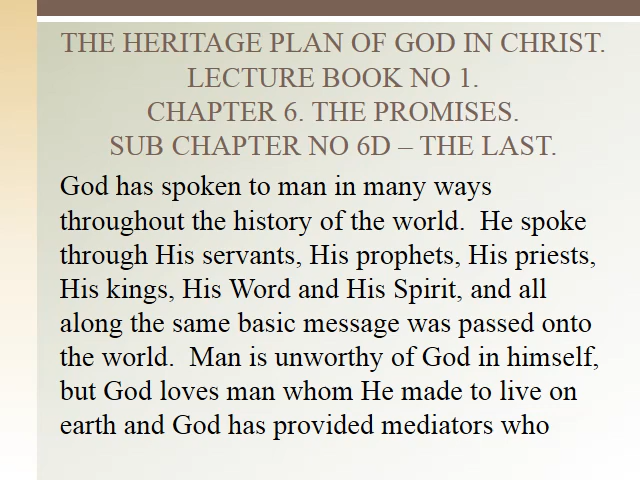 THE HERITAGE PLAN OF GOD IN CHRIST.
LECTURE BOOK NO 1.
CHAPTER 6. THE PROMISES.
SUB CHAPTER NO 6D – THE LAST.
God has spoken to man in many ways
throughout the history of the world.  He spoke
through His servants, His prophets, His priests,
His kings, His Word and His Spirit, and all
along the same basic message was passed onto
the world.  Man is unworthy of God in himself,
but God loves man whom He made to live on
earth and God has provided mediators who